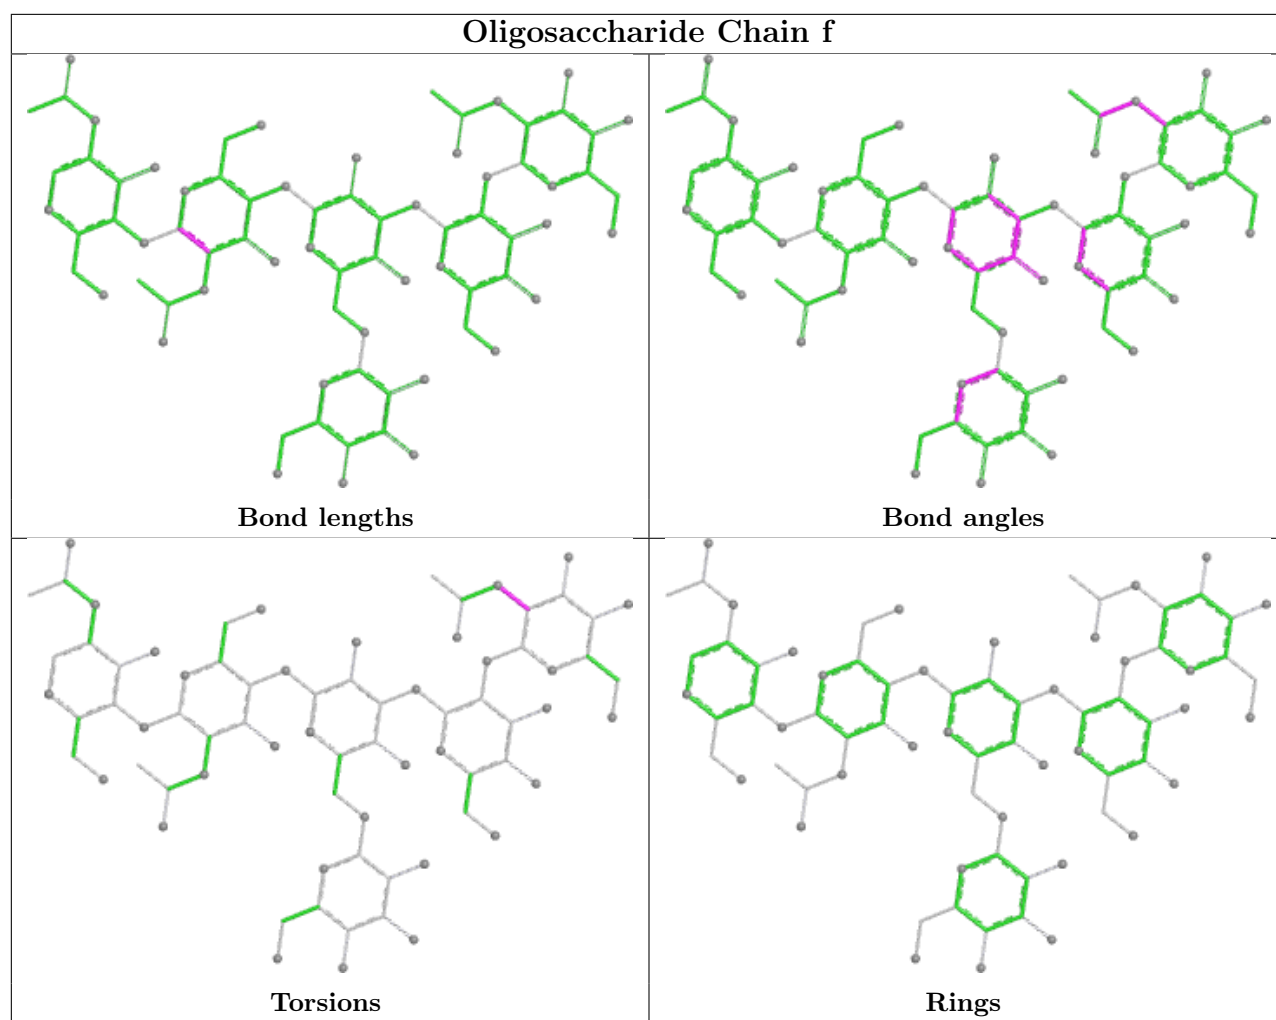 Oligosaccharide Chain f
Bond lengths
Bond angles
Torsions
Rings